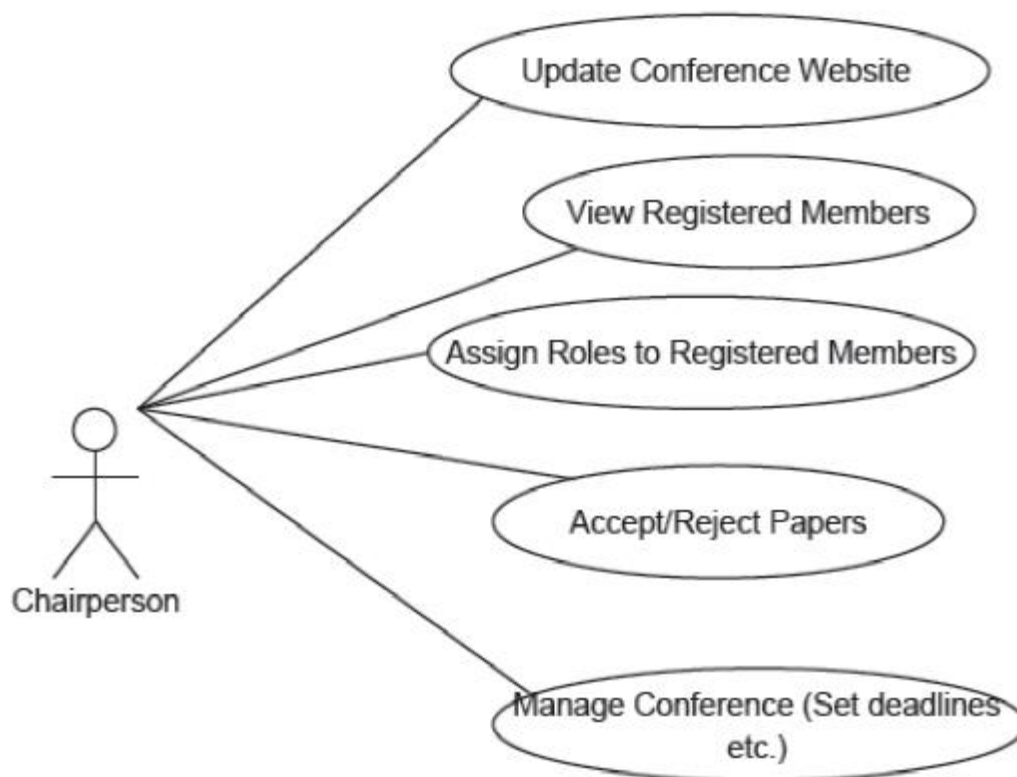 Update Conference Website
View Registered Members
Assign Roles to Registered Members
Accept/Reject Papers
Chairperson
Manage Conference (Set deadlines
etc.)